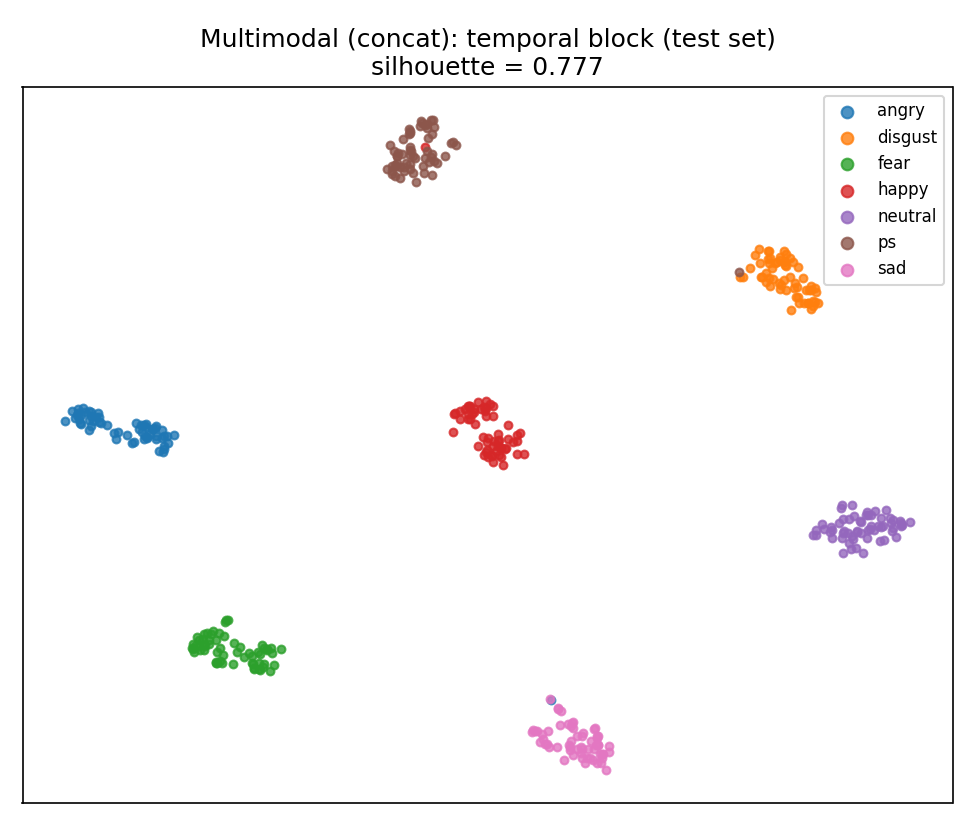 Multimodal (concat): temporal block (test set)
silhouette = 0.777
angry
disgust
fear
happy
neutral
ps
sad